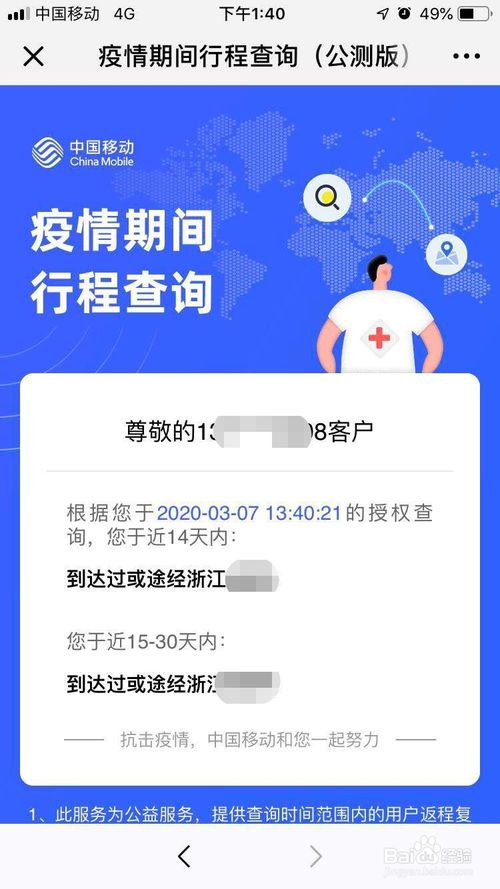 中国移动 4G 下午1:40 49%
疫情期间行程查询（公测版）
中国移动
China Mobile
疫情期间
行程查询
尊敬的13 08客户
根据您于2020-03-07 13:40:21的授权查
询，您于近14天内：
到达过或途经浙江
您于近15-30天内：
到达过或途经浙江
抗击疫情，中国移动和您一起努力
1、此服务为公益服务，提供查询时间范围内的用户返程复
Baidu经验
jingyan.baidu.com